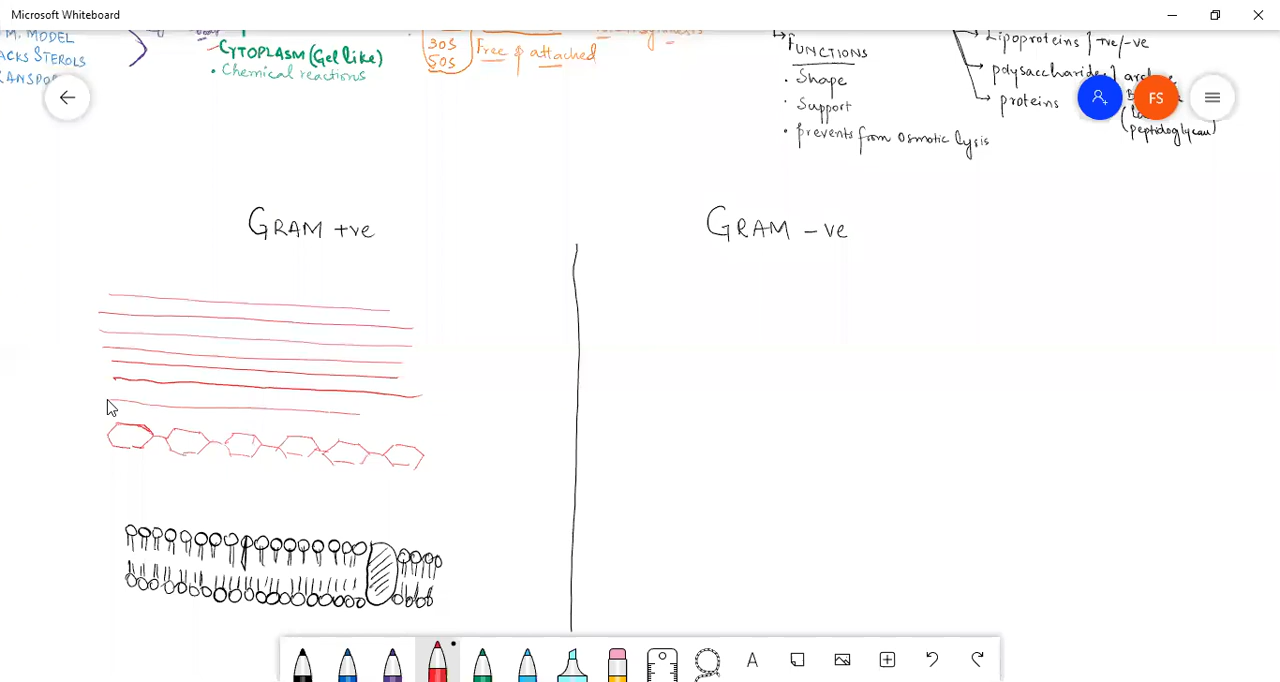 Microsoft Whiteboard
M. MODEL
ACKS STEROLS
RANSPO
CYTOPLASM (Gel like)
• Chemical reactions
30S
50S
Free & attached
FUNCTIONS
• Shape
• Support
• prevents from Osmotic lysis
Lipoproteins } +ve/-ve
polysaccharides }
proteins
peptidoglycan)
FS
GRAM +ve
GRAM -ve
A